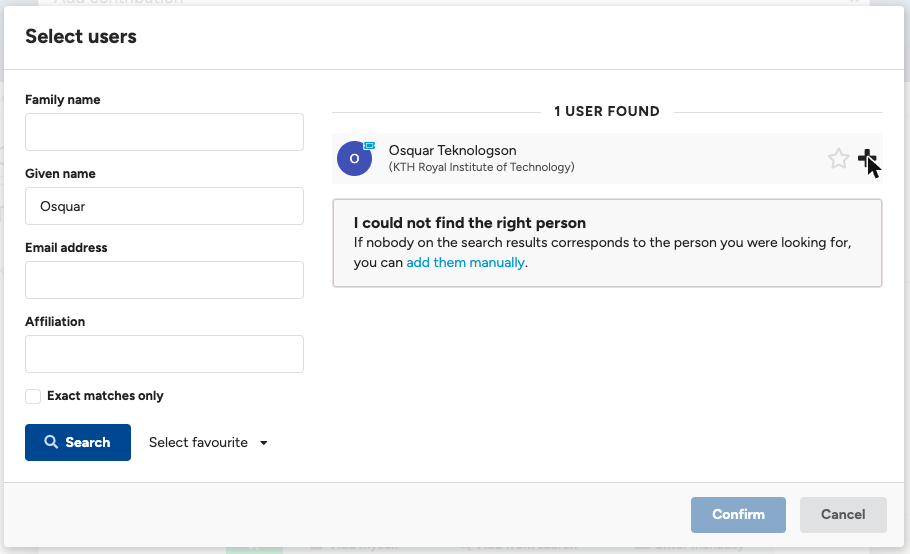 Add contribution
Select users
Family name
Given name
Osquar
Email address
Affiliation
Exact matches only
Search
Select favourite
1 USER FOUND
O
Osquar Teknologson
(KTH Royal Institute of Technology)
I could not find the right person
If nobody on the search results corresponds to the person you were looking for,
you can add them manually.
Confirm
Cancel